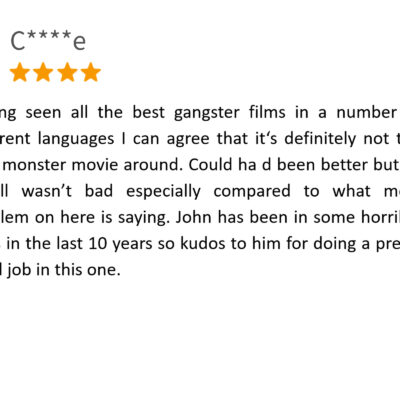 C****e
ng seen all the best gangster films in a number
rent languages I can agree that it‘s definitely not t
monster movie around. Could ha d been better but
ll wasn’t bad especially compared to what m
lem on here is saying. John has been in some horri
in the last 10 years so kudos to him for doing a pre
job in this one.